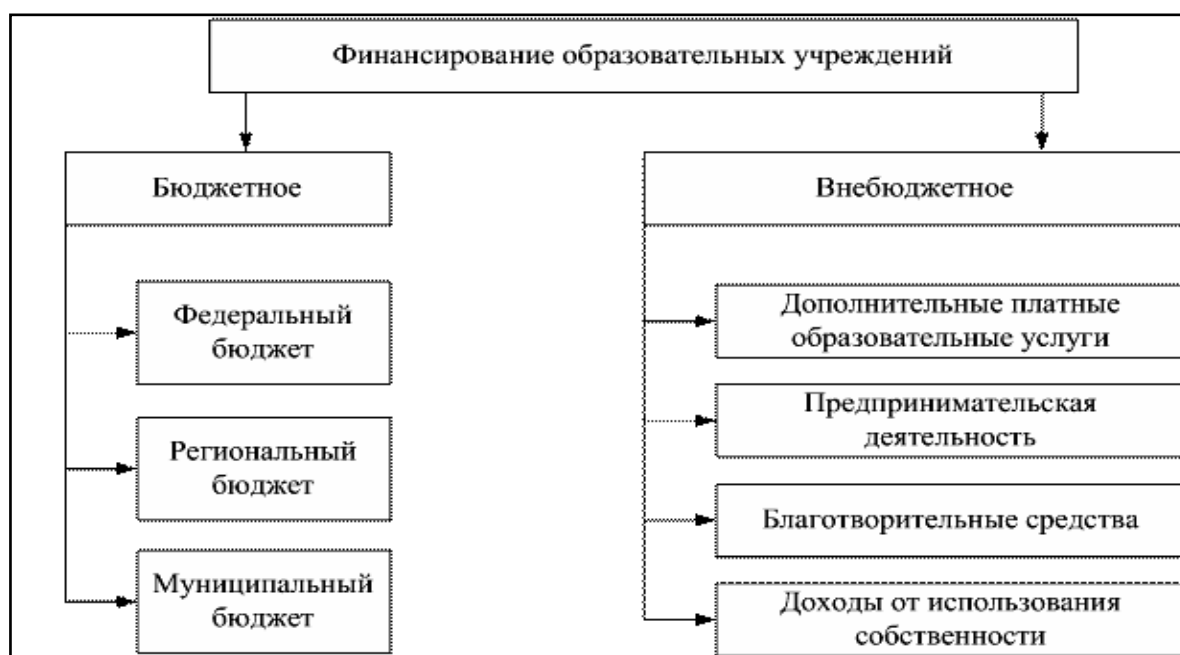 Финансирование образовательных учреждений
Бюджетное
Федеральный
бюджет
Региональный
бюджет
Муниципальный
бюджет
Внебюджетное
Дополнительные платные
образовательные услуги
Предпринимательская
деятельность
Благотворительные средства
Доходы от использования
собственности